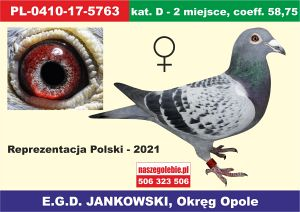 PL-0410-17-5763 kat. D - 2 miejsce, coeff. 58,75
Reprezentacja Polski - 2021
naszegolebie.pl
506 323 506
E.G.D. JANKOWSKI, Okręg Opole